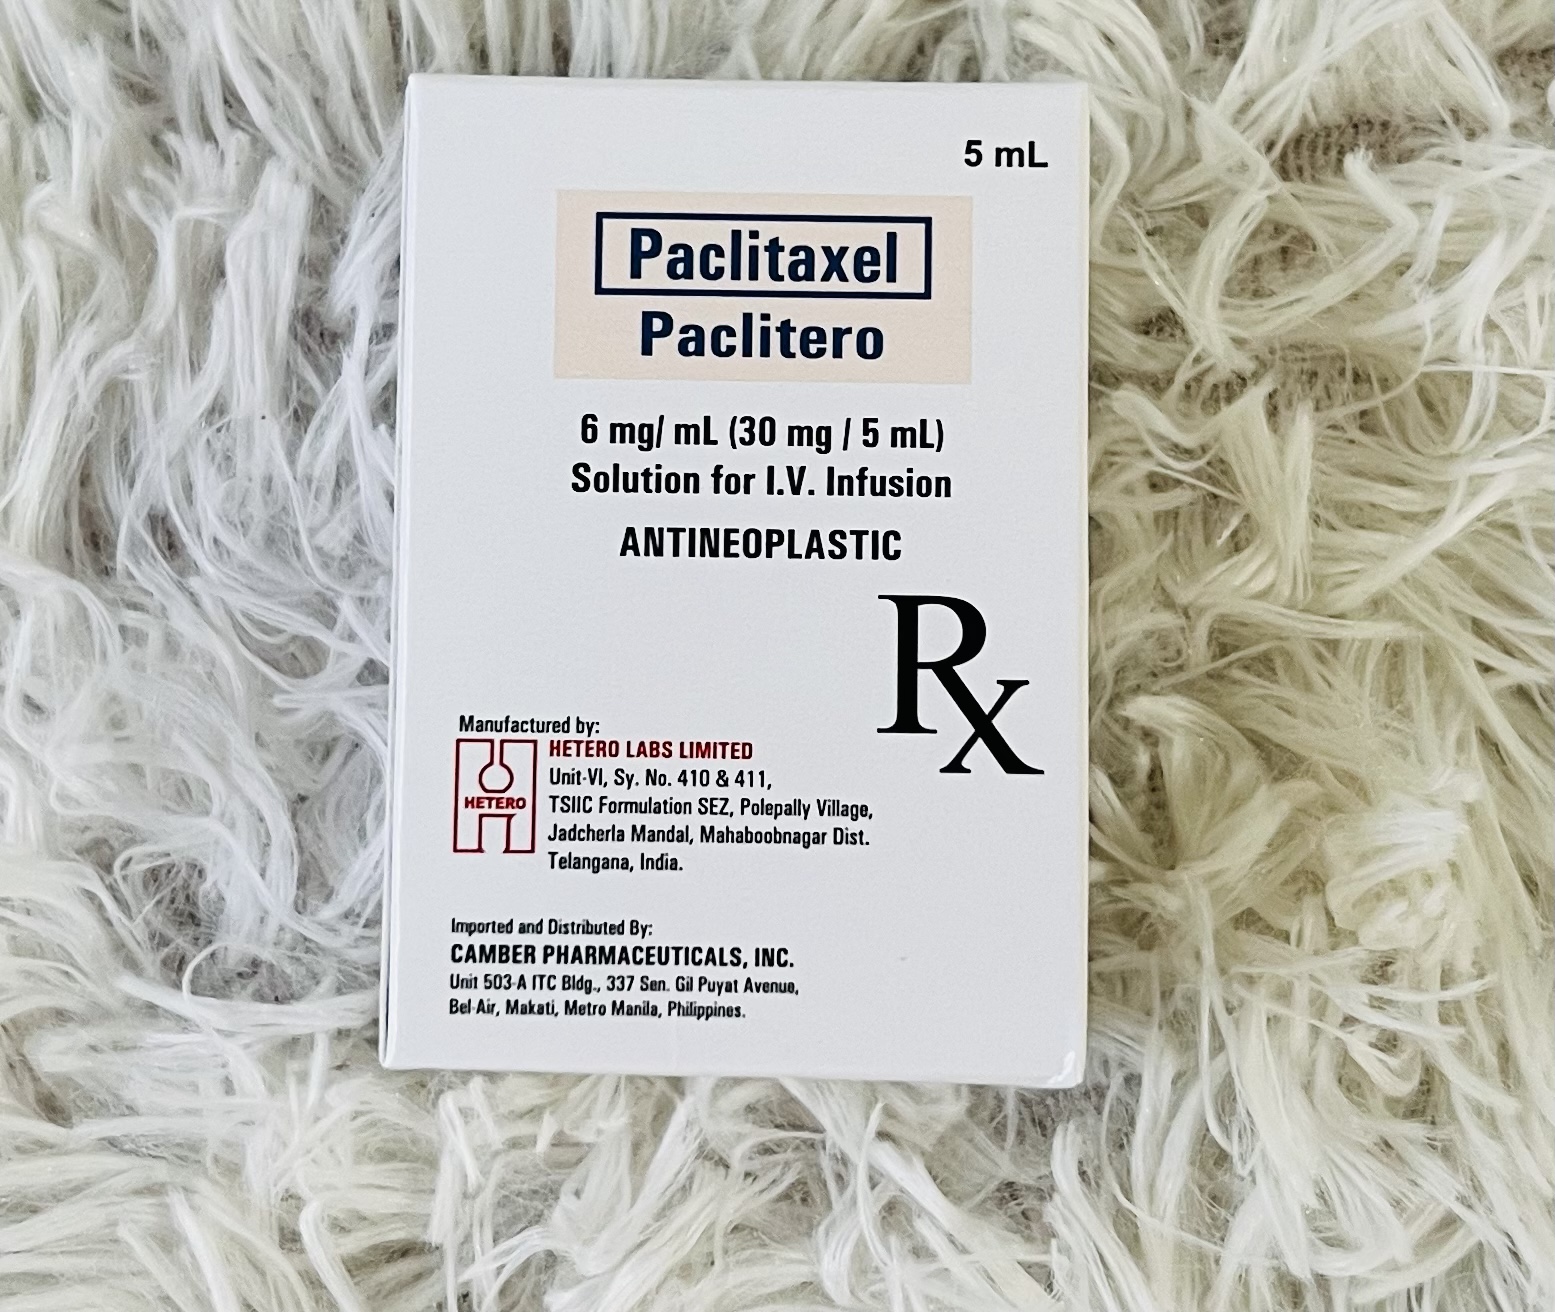 5 mL
Paclitaxel
Paclitero
6 mg/ mL (30 mg / 5 mL)
Solution for I.V. Infusion
ANTINEOPLASTIC
Rx
Manufactured by:
HETERO
HETERO LABS LIMITED
Unit-VI, Sy. No. 410 & 411,
TSIIC Formulation SEZ, Polepally Village,
Jadcherla Mandal, Mahaboobnagar Dist.
Telangana, India.
Imported and Distributed By:
CAMBER PHARMACEUTICALS, INC.
Unit 503-A ITC Bldg., 337 Sen. Gil Puyat Avenue,
Bel-Air, Makati, Metro Manila, Philippines.